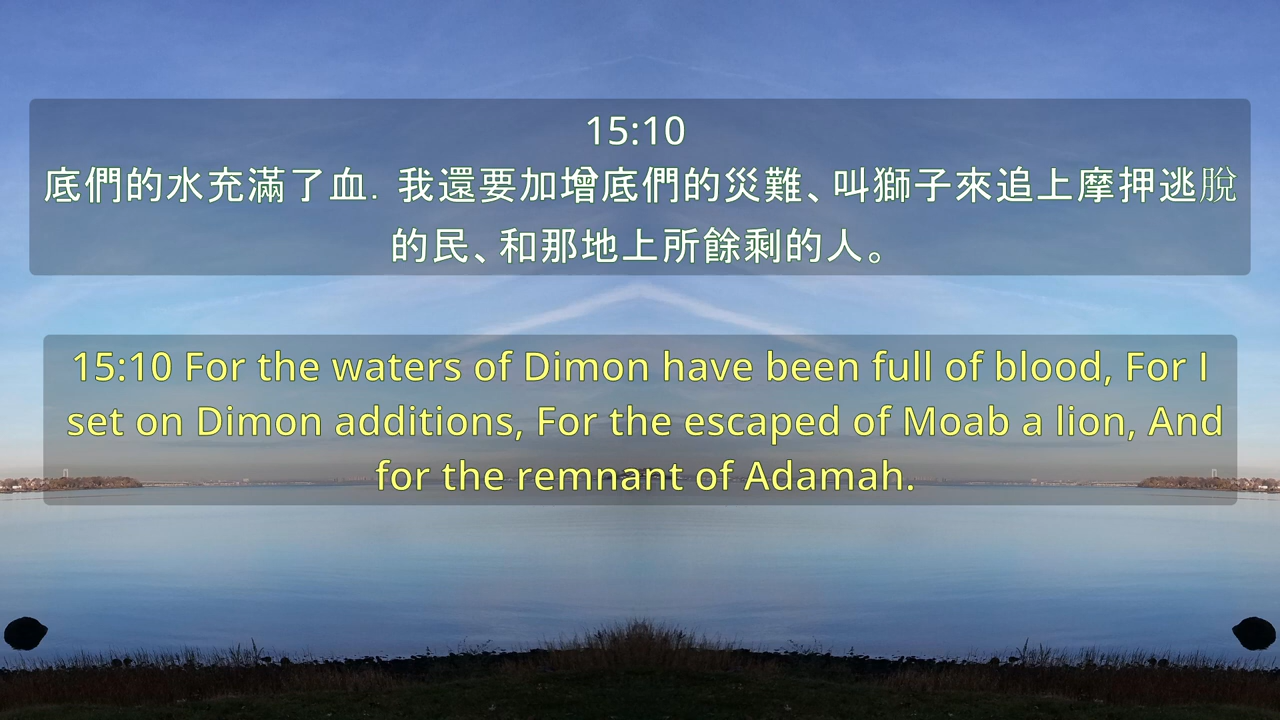 15:10
底們的水充滿了血．我還要加增底們的災難、叫獅子來追上摩押逃脫
的民、和那地上所餘剩的人。
15:10 For the waters of Dimon have been full of blood, For I
set on Dimon additions, For the escaped of Moab a lion, And
for the remnant of Adamah.